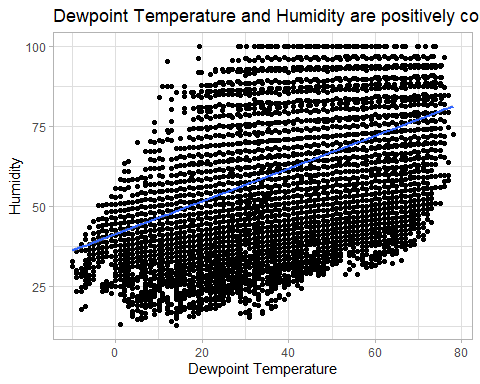 Dewpoint Temperature and Humidity are positively co
100
75
50
25
Humidity
0 20 40 60 80
Dewpoint Temperature